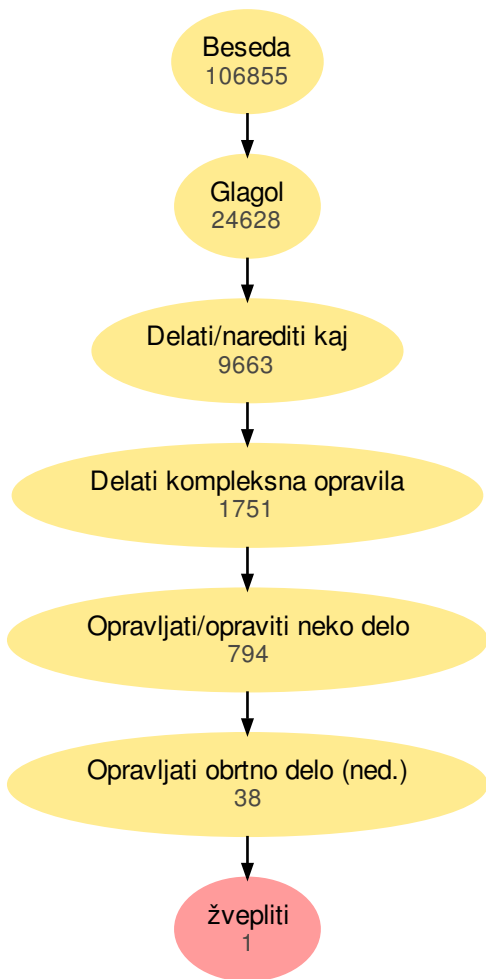 Beseda
106855
Glagol
24628
Delati/narediti kaj
9663
Delati kompleksna opravila
1751
Opravljati/opraviti neko delo
794
Opravljati obrtno delo (ned.)
38
žvepliti
1